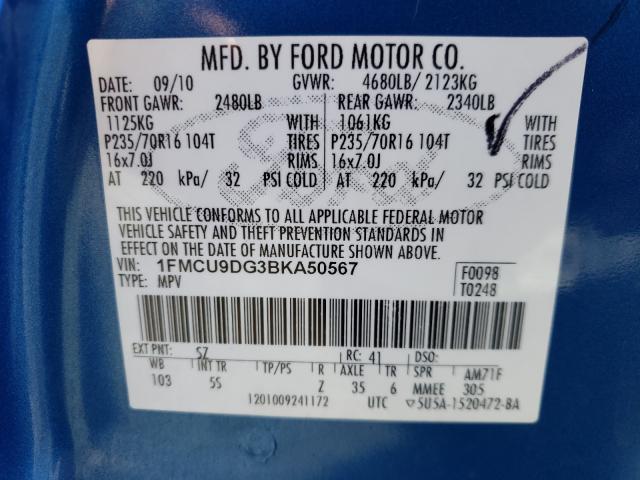 MFD. BY FORD MOTOR CO.
DATE: 09/10 GVWR: 4680LB/ 2123KG
FRONT GAWR: 2480LB REAR GAWR: 2340LB
1125KG WITH 1061KG WITH
P235/70R16 104T TIRES P235/70R16 104T TIRES
16x7.0J RIMS 16x7.0J RIMS
AT 220 kPa/ 32 PSI COLD AT 220 kPa/ 32 PSI COLD
THIS VEHICLE CONFORMS TO ALL APPLICABLE FEDERAL MOTOR
VEHICLE SAFETY AND THEFT PREVENTION STANDARDS IN
EFFECT ON THE DATE OF MANUFACTURE SHOWN ABOVE.
VIN: 1FMCU9DG3BKA50567 F0098
TYPE: MPV T0248
EXT PNT: SZ RC: 41 DSO:
WB INT TR TP/PS R AXLE TR SPR AM71F
103 5S Z 35 6 MMEE 305
1201009241172 UTC ▽5U5A-1520472-BA
Ford